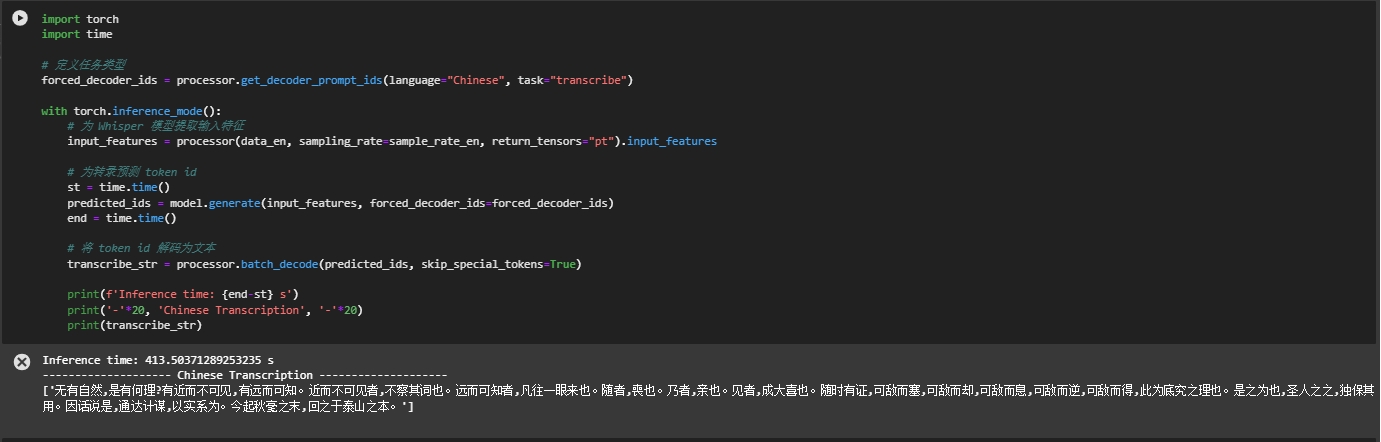 import torch
import time
# 定义任务类型
forced_decoder_ids = processor.get_decoder_prompt_ids(language="Chinese", task="transcribe")
with torch.inference_mode():
# 为 Whisper 模型提取输入特征
input_features = processor(data_en, sampling_rate=sample_rate_en, return_tensors="pt").input_features
# 为转录预测 token id
st = time.time()
predicted_ids = model.generate(input_features, forced_decoder_ids=forced_decoder_ids)
end = time.time()
# 将 token id 解码为文本
transcribe_str = processor.batch_decode(predicted_ids, skip_special_tokens=True)
print(f'Inference time: {end-st} s')
print('-'*20, 'Chinese Transcription', '-'*20)
print(transcribe_str)
Inference time: 413.50371289253235 s
-------------------- Chinese Transcription --------------------
['无有自然,是有何理?有近而不可见,有远而可知。近而不可见者,不察其词也。远而可知者,凡往一眼来也。随者,喪也。乃者,亲也。见者,成大喜也。随时有证,可敌而塞,可敌而却,可敌而息,可敌而逆,可敌而得,此为底究之理也。是之为也,圣人之之,独保其
用。因话说是,通达计谋,以实系为。今起秋毫之末,回之于泰山之本。']